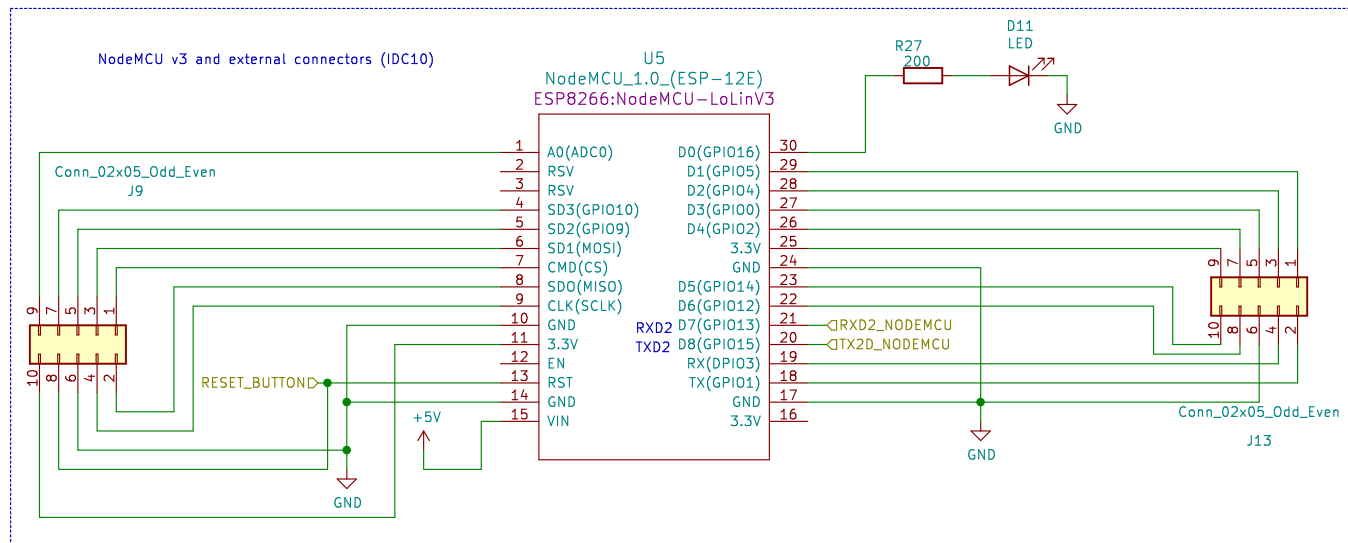 NodeMCU v3 and external connectors (IDC10)
U5
NodeMCU_1.0_(ESP-12E)
ESP8266:NodeMCU-LoLinV3
R27
200
D11
LED
GND
Conn_02x05_Odd_Even
J9
1 A0(ADC0)
2 RSV
3 RSV
4 SD3(GPIO10)
5 SD2(GPIO9)
6 SD1(MOSI)
7 CMD(CS)
8 SDO(MISO)
9 CLK(SCLK)
10 GND
11 3.3V
12 EN
13 RST
14 GND
15 VIN
D0(GPIO16) 30
D1(GPIO5) 29
D2(GPIO4) 28
D3(GPIO0) 27
D4(GPIO2) 26
3.3V 25
GND 24
D5(GPIO14) 23
D6(GPIO12) 22
RXD2 D7(GPIO13) 21
TXD2 D8(GPIO15) 20
RX(DPIO3) 19
TX(GPIO1) 18
GND 17
3.3V 16
9 7 5 3 1
10 8 6 4 2
RESET_BUTTON
+5V
GND
RXD2_NODEMCU
TX2D_NODEMCU
9 7 5 3 1
10 8 6 4 2
Conn_02x05_Odd_Even
J13
GND